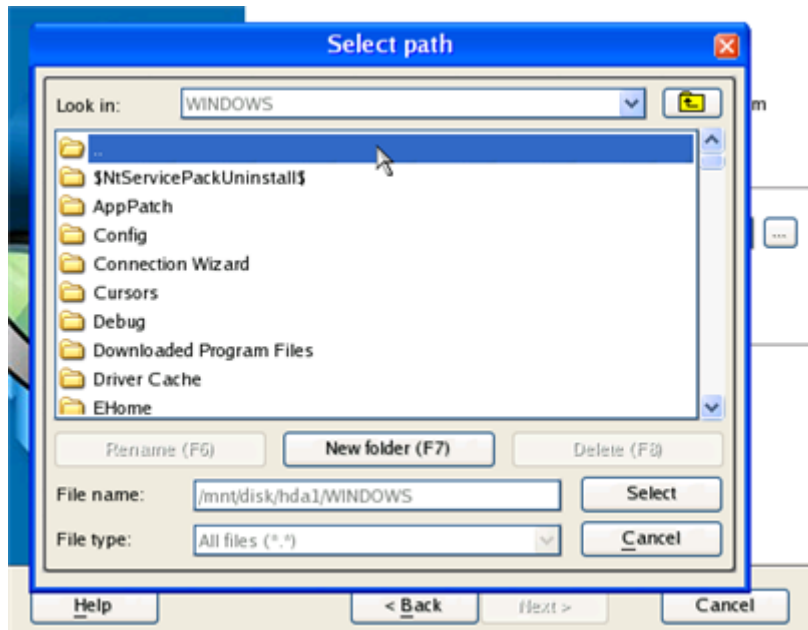 Select path
m
Look in: WINDOWS
..
$NtServicePackUninstall$
AppPatch
Config
Connection Wizard
Cursors
Debug
Downloaded Program Files
Driver Cache
EHome
Rename (F6) New folder (F7) Delete (F8)
File name: /mnt/disk/hda1/WINDOWS Select
File type: All files (*.*) Cancel
...
Help < Back Next > Cancel